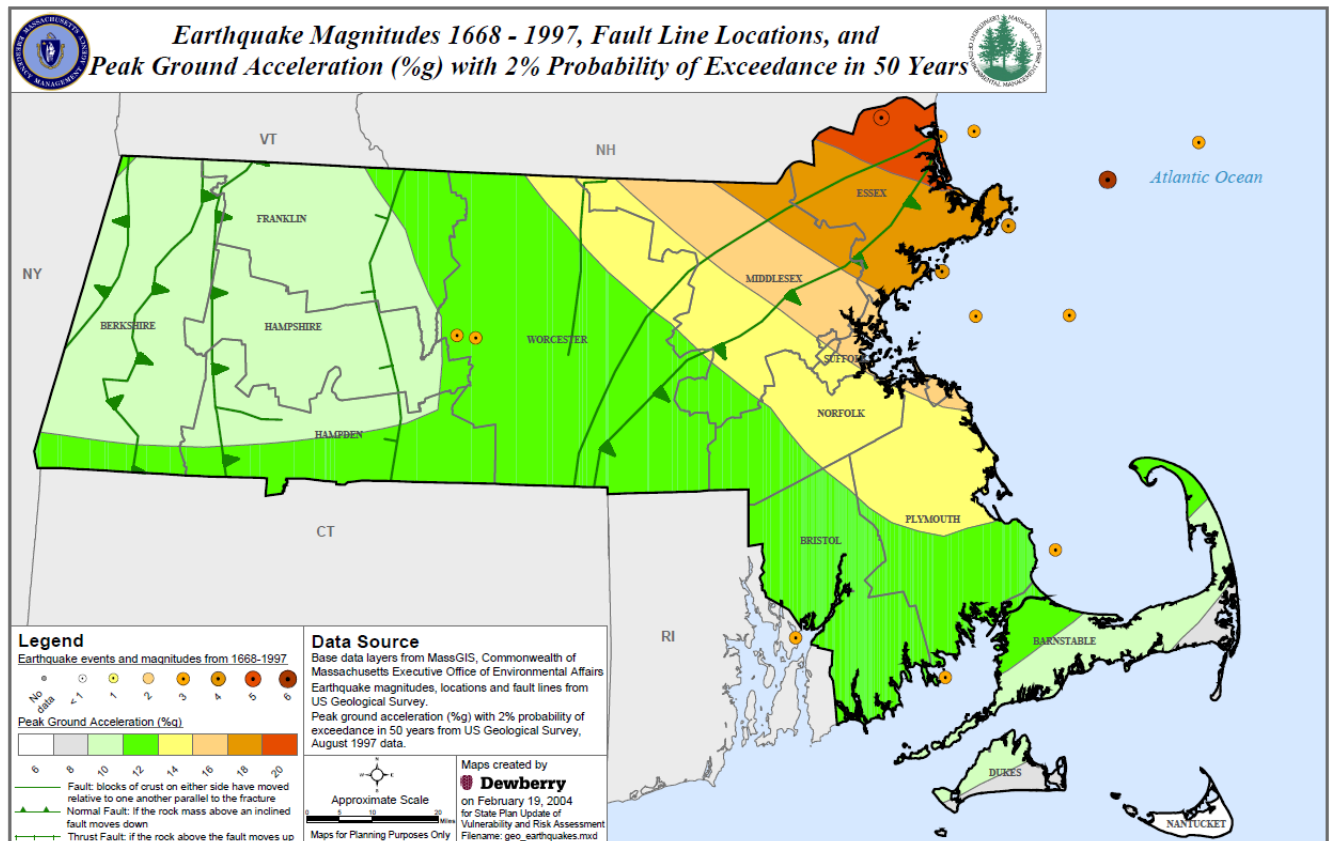 Earthquake Magnitudes 1668 - 1997, Fault Line Locations, and
Peak Ground Acceleration (%g) with 2% Probability of Exceedance in 50 Years
VT
NH
NY
Atlantic Ocean
ESSEX
FRANKLIN
MIDDLESEX
BERKSHIRE
HAMPSHIRE
WORCESTER
SUFFOLK
NORFOLK
HAMPDEN
PLYMOUTH
CT
BRISTOL
RI
BARNSTABLE
DUKES
NANTUCKET
Legend
Earthquake events and magnitudes from 1668-1997
No data
< 1
1
2
3
4
5
6
Peak Ground Acceleration (%g)
6
8
10
12
14
16
18
20
Fault: blocks of crust on either side have moved
relative to one another parallel to the fracture
Normal Fault: If the rock mass above an inclined
fault moves down
Thrust Fault: if the rock above the fault moves up
Data Source
Base data layers from MassGIS, Commonwealth of
Massachusetts Executive Office of Environmental Affairs
Earthquake magnitudes, locations and fault lines from
US Geological Survey.
Peak ground acceleration (%g) with 2% probability of
exceedance in 50 years from US Geological Survey,
August 1997 data.
N
W
E
S
Approximate Scale
0 5 10 20
Miles
Maps for Planning Purposes Only
Maps created by
Dewberry
on February 19, 2004
for State Plan Update of
Vulnerability and Risk Assessment
Filename: geo_earthquakes.mxd